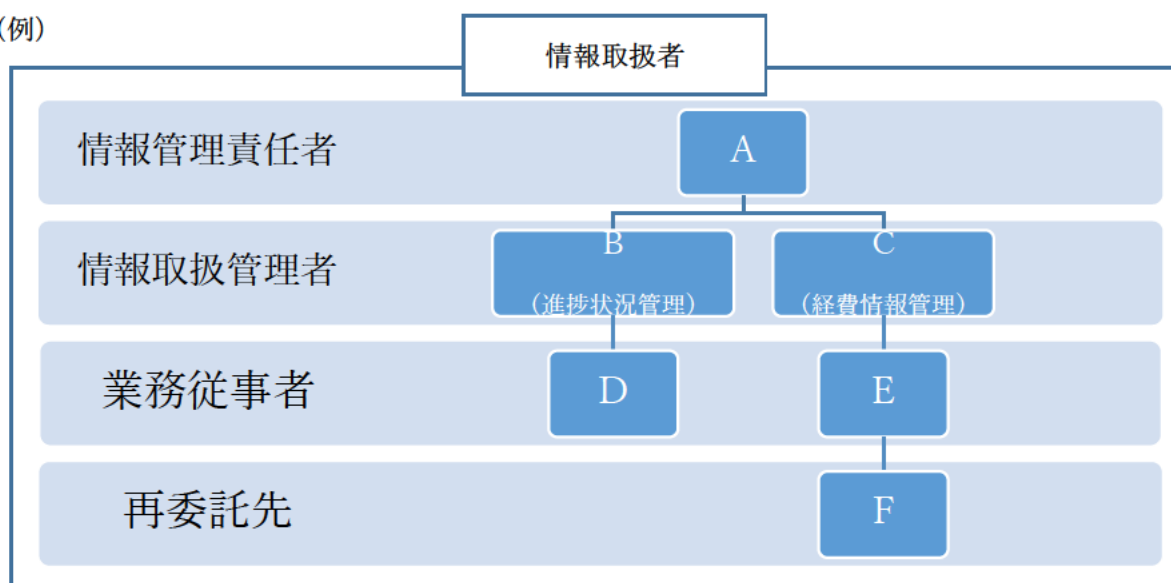 （例）
情報取扱者
情報管理責任者
A
情報取扱管理者
B
（進捗状況管理）
C
（経費情報管理）
業務従事者
D
E
再委託先
F